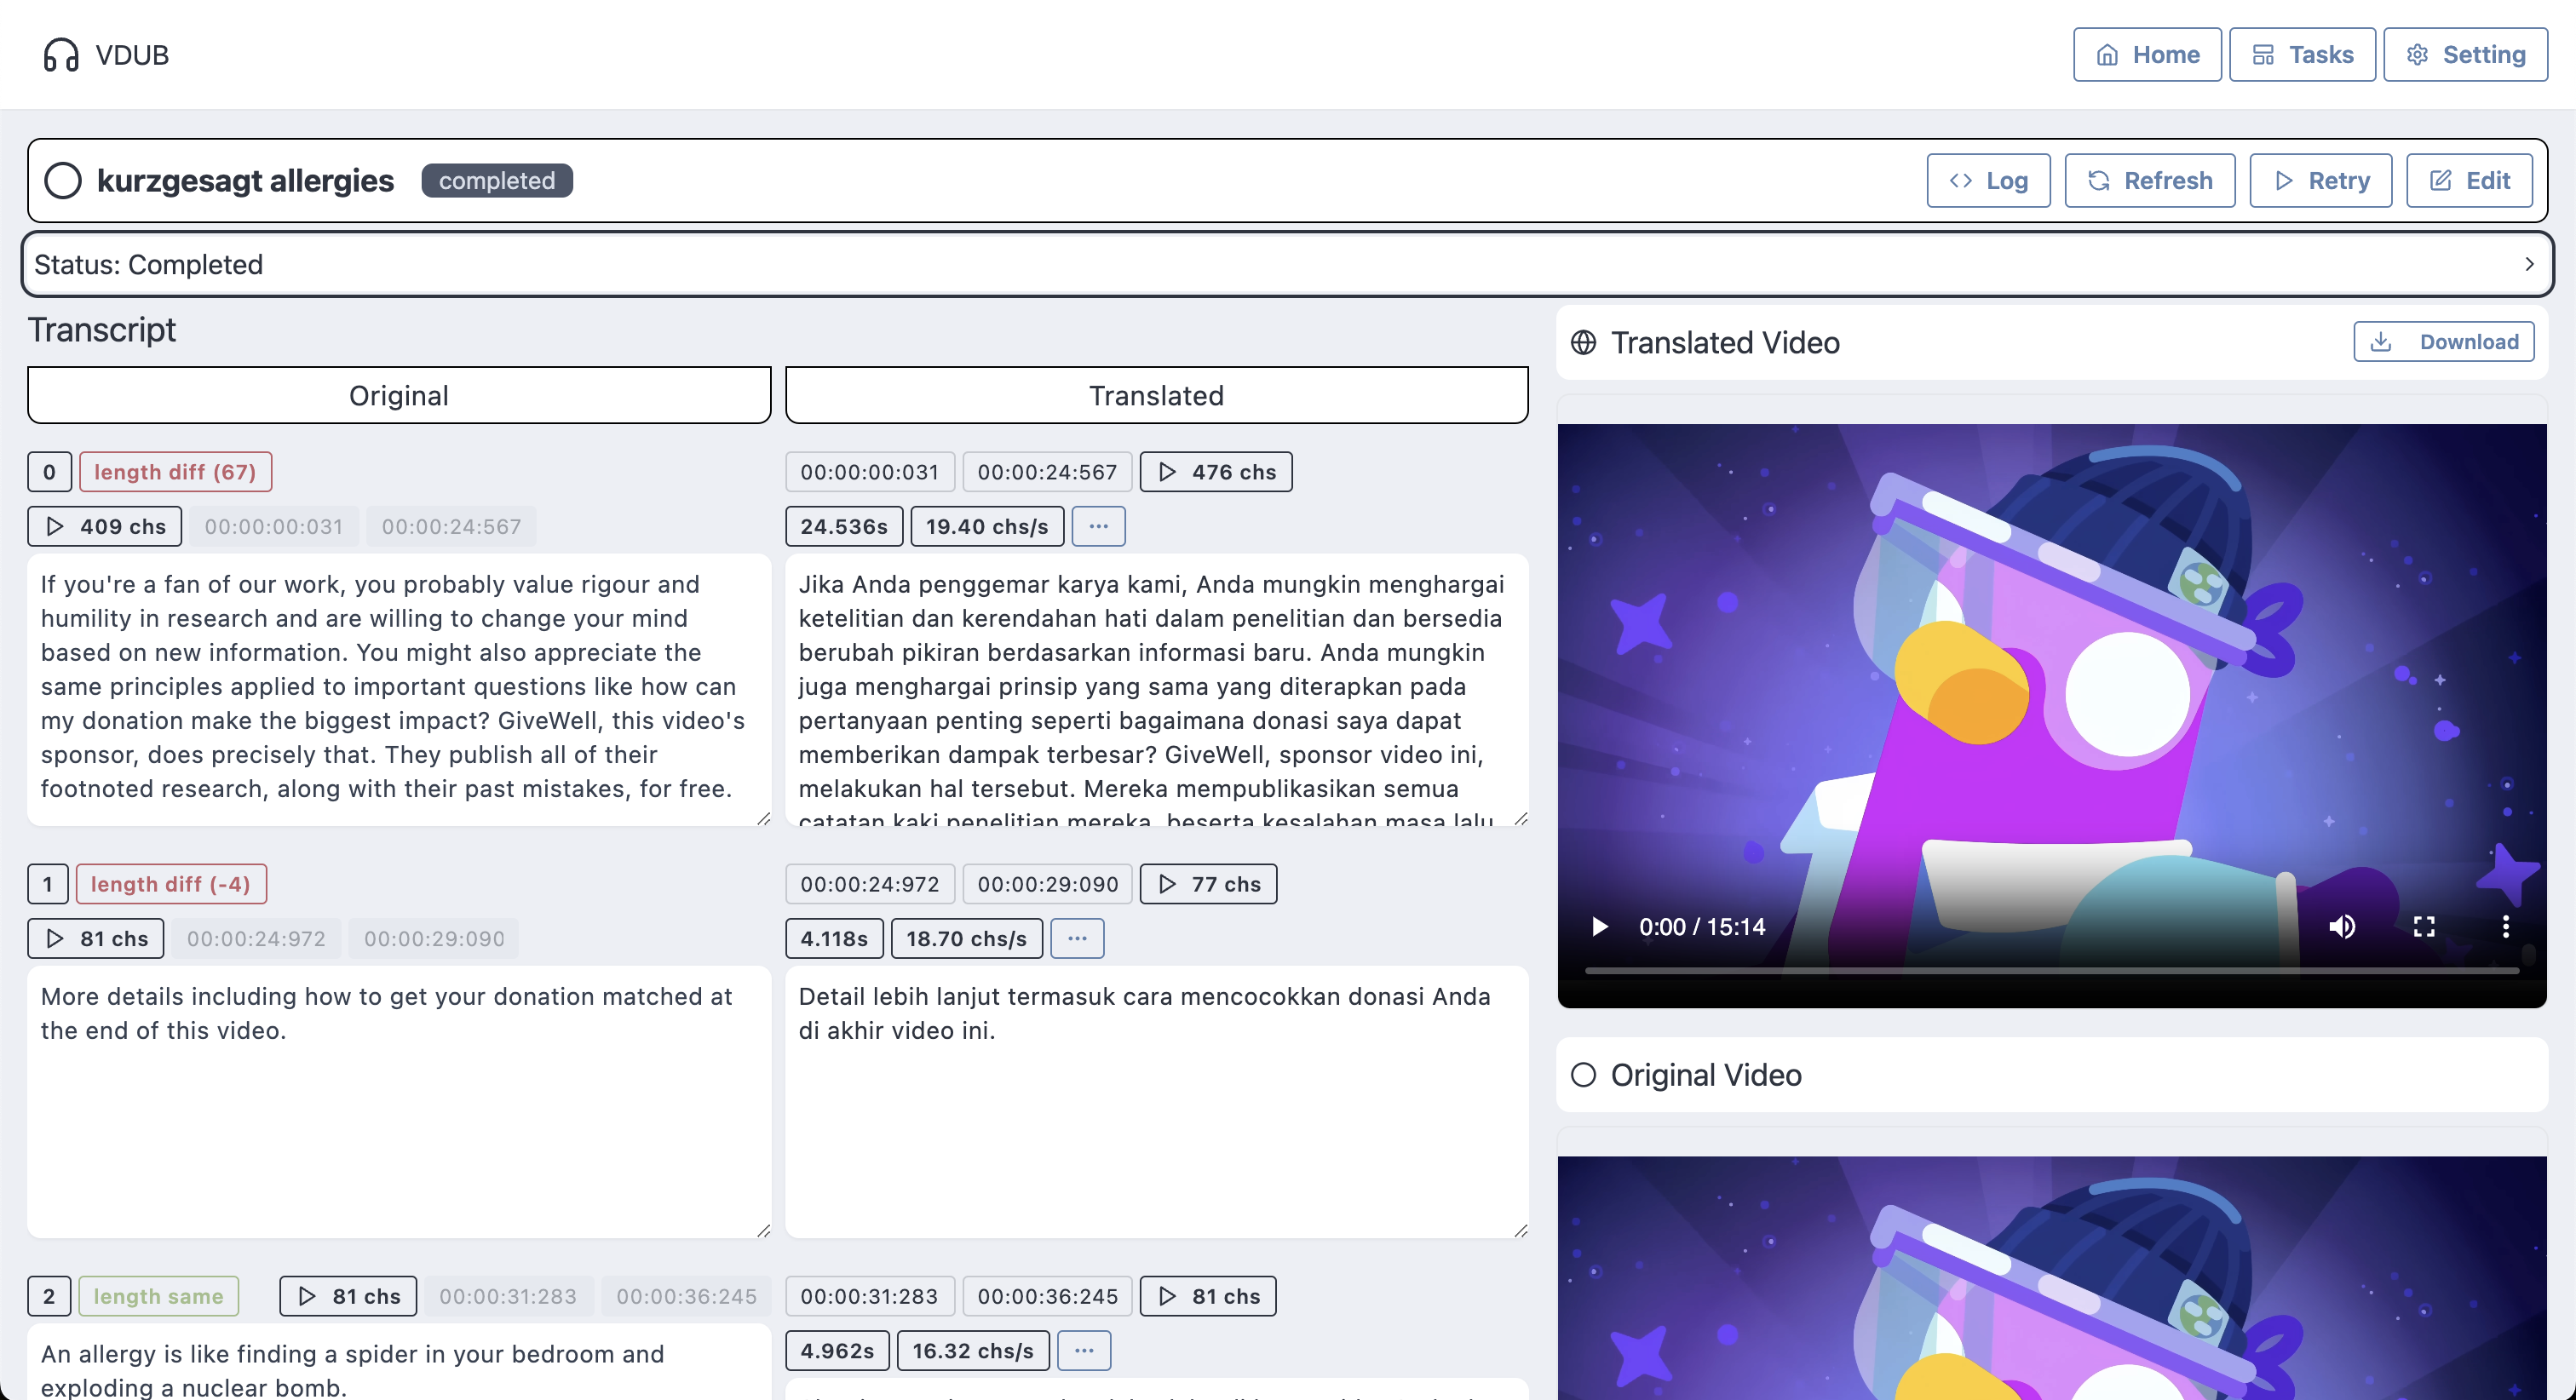 VDUB
Home
Tasks
Setting
kurzgesagt allergies
completed
Log
Refresh
Retry
Edit
Status: Completed
Transcript
Original
Translated
0
length diff (67)
409 chs
00:00:00:031
00:00:24:567
If you're a fan of our work, you probably value rigour and
humility in research and are willing to change your mind
based on new information. You might also appreciate the
same principles applied to important questions like how can
my donation make the biggest impact? GiveWell, this video's
sponsor, does precisely that. They publish all of their
footnoted research, along with their past mistakes, for free.
00:00:00:031
00:00:24:567
476 chs
24.536s
19.40 chs/s
Jika Anda penggemar karya kami, Anda mungkin menghargai
ketelitian dan kerendahan hati dalam penelitian dan bersedia
berubah pikiran berdasarkan informasi baru. Anda mungkin
juga menghargai prinsip yang sama yang diterapkan pada
pertanyaan penting seperti bagaimana donasi saya dapat
memberikan dampak terbesar? GiveWell, sponsor video ini,
melakukan hal tersebut. Mereka mempublikasikan semua
catatan kaki penelitian mereka, beserta kesalahan masa lalu
1
length diff (-4)
81 chs
00:00:24:972
00:00:29:090
More details including how to get your donation matched at
the end of this video.
00:00:24:972
00:00:29:090
77 chs
4.118s
18.70 chs/s
Detail lebih lanjut termasuk cara mencocokkan donasi Anda
di akhir video ini.
2
length same
81 chs
00:00:31:283
00:00:36:245
An allergy is like finding a spider in your bedroom and
exploding a nuclear bomb.
00:00:31:283
00:00:36:245
81 chs
4.962s
16.32 chs/s
Translated Video
Download
0:00 / 15:14
Original Video